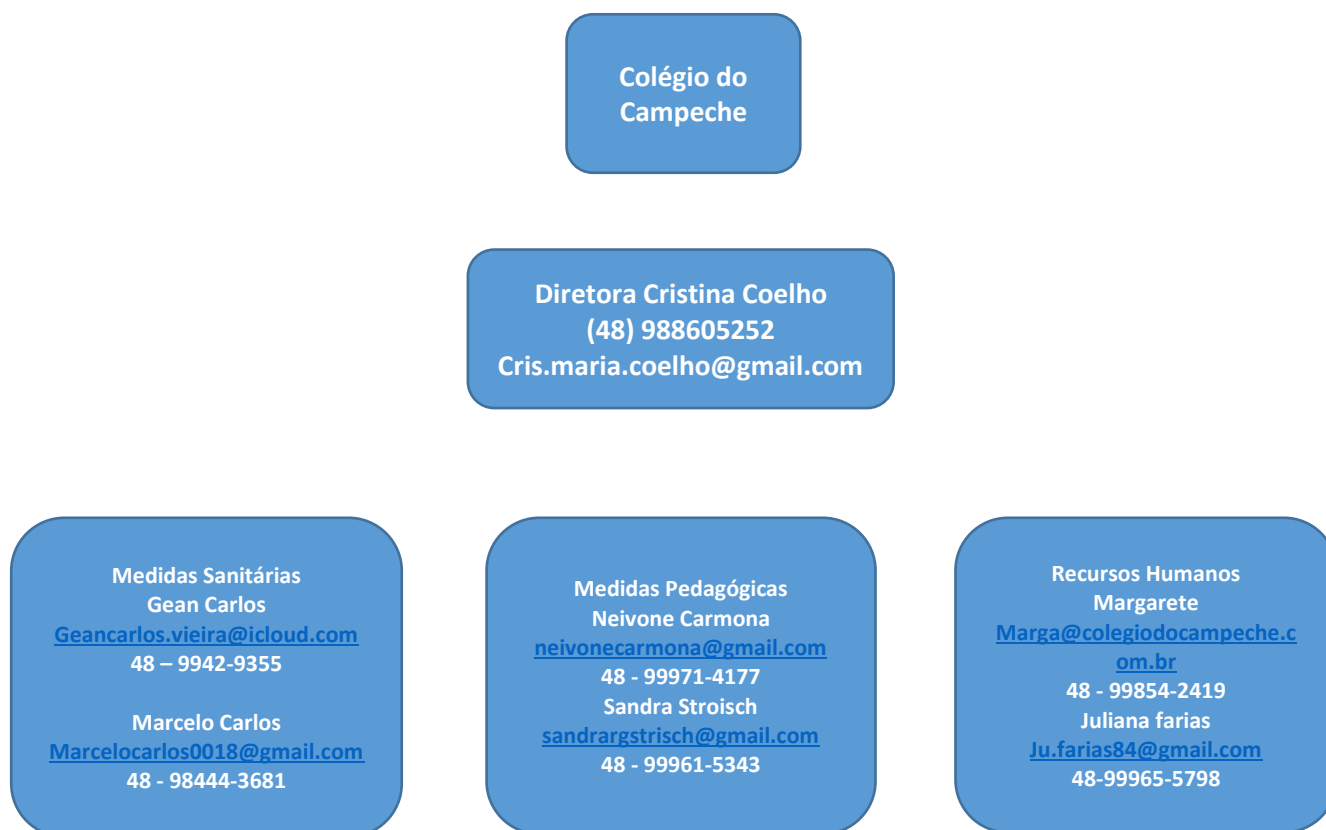 Colégio do
Campeche
Diretora Cristina Coelho
(48) 988605252
Cris.maria.coelho@gmail.com
Medidas Sanitárias
Gean Carlos
Geancarlos.vieira@icloud.com
48 – 9942-9355
Marcelo Carlos
Marcelocarlos0018@gmail.com
48 - 98444-3681
Medidas Pedagógicas
Neivone Carmona
neivonecarmona@gmail.com
48 - 99971-4177
Sandra Stroisch
sandrargstrisch@gmail.com
48 - 99961-5343
Recursos Humanos
Margarete
Marga@colegiodocampeche.c
om.br
48 - 99854-2419
Juliana farias
Ju.farias84@gmail.com
48-99965-5798